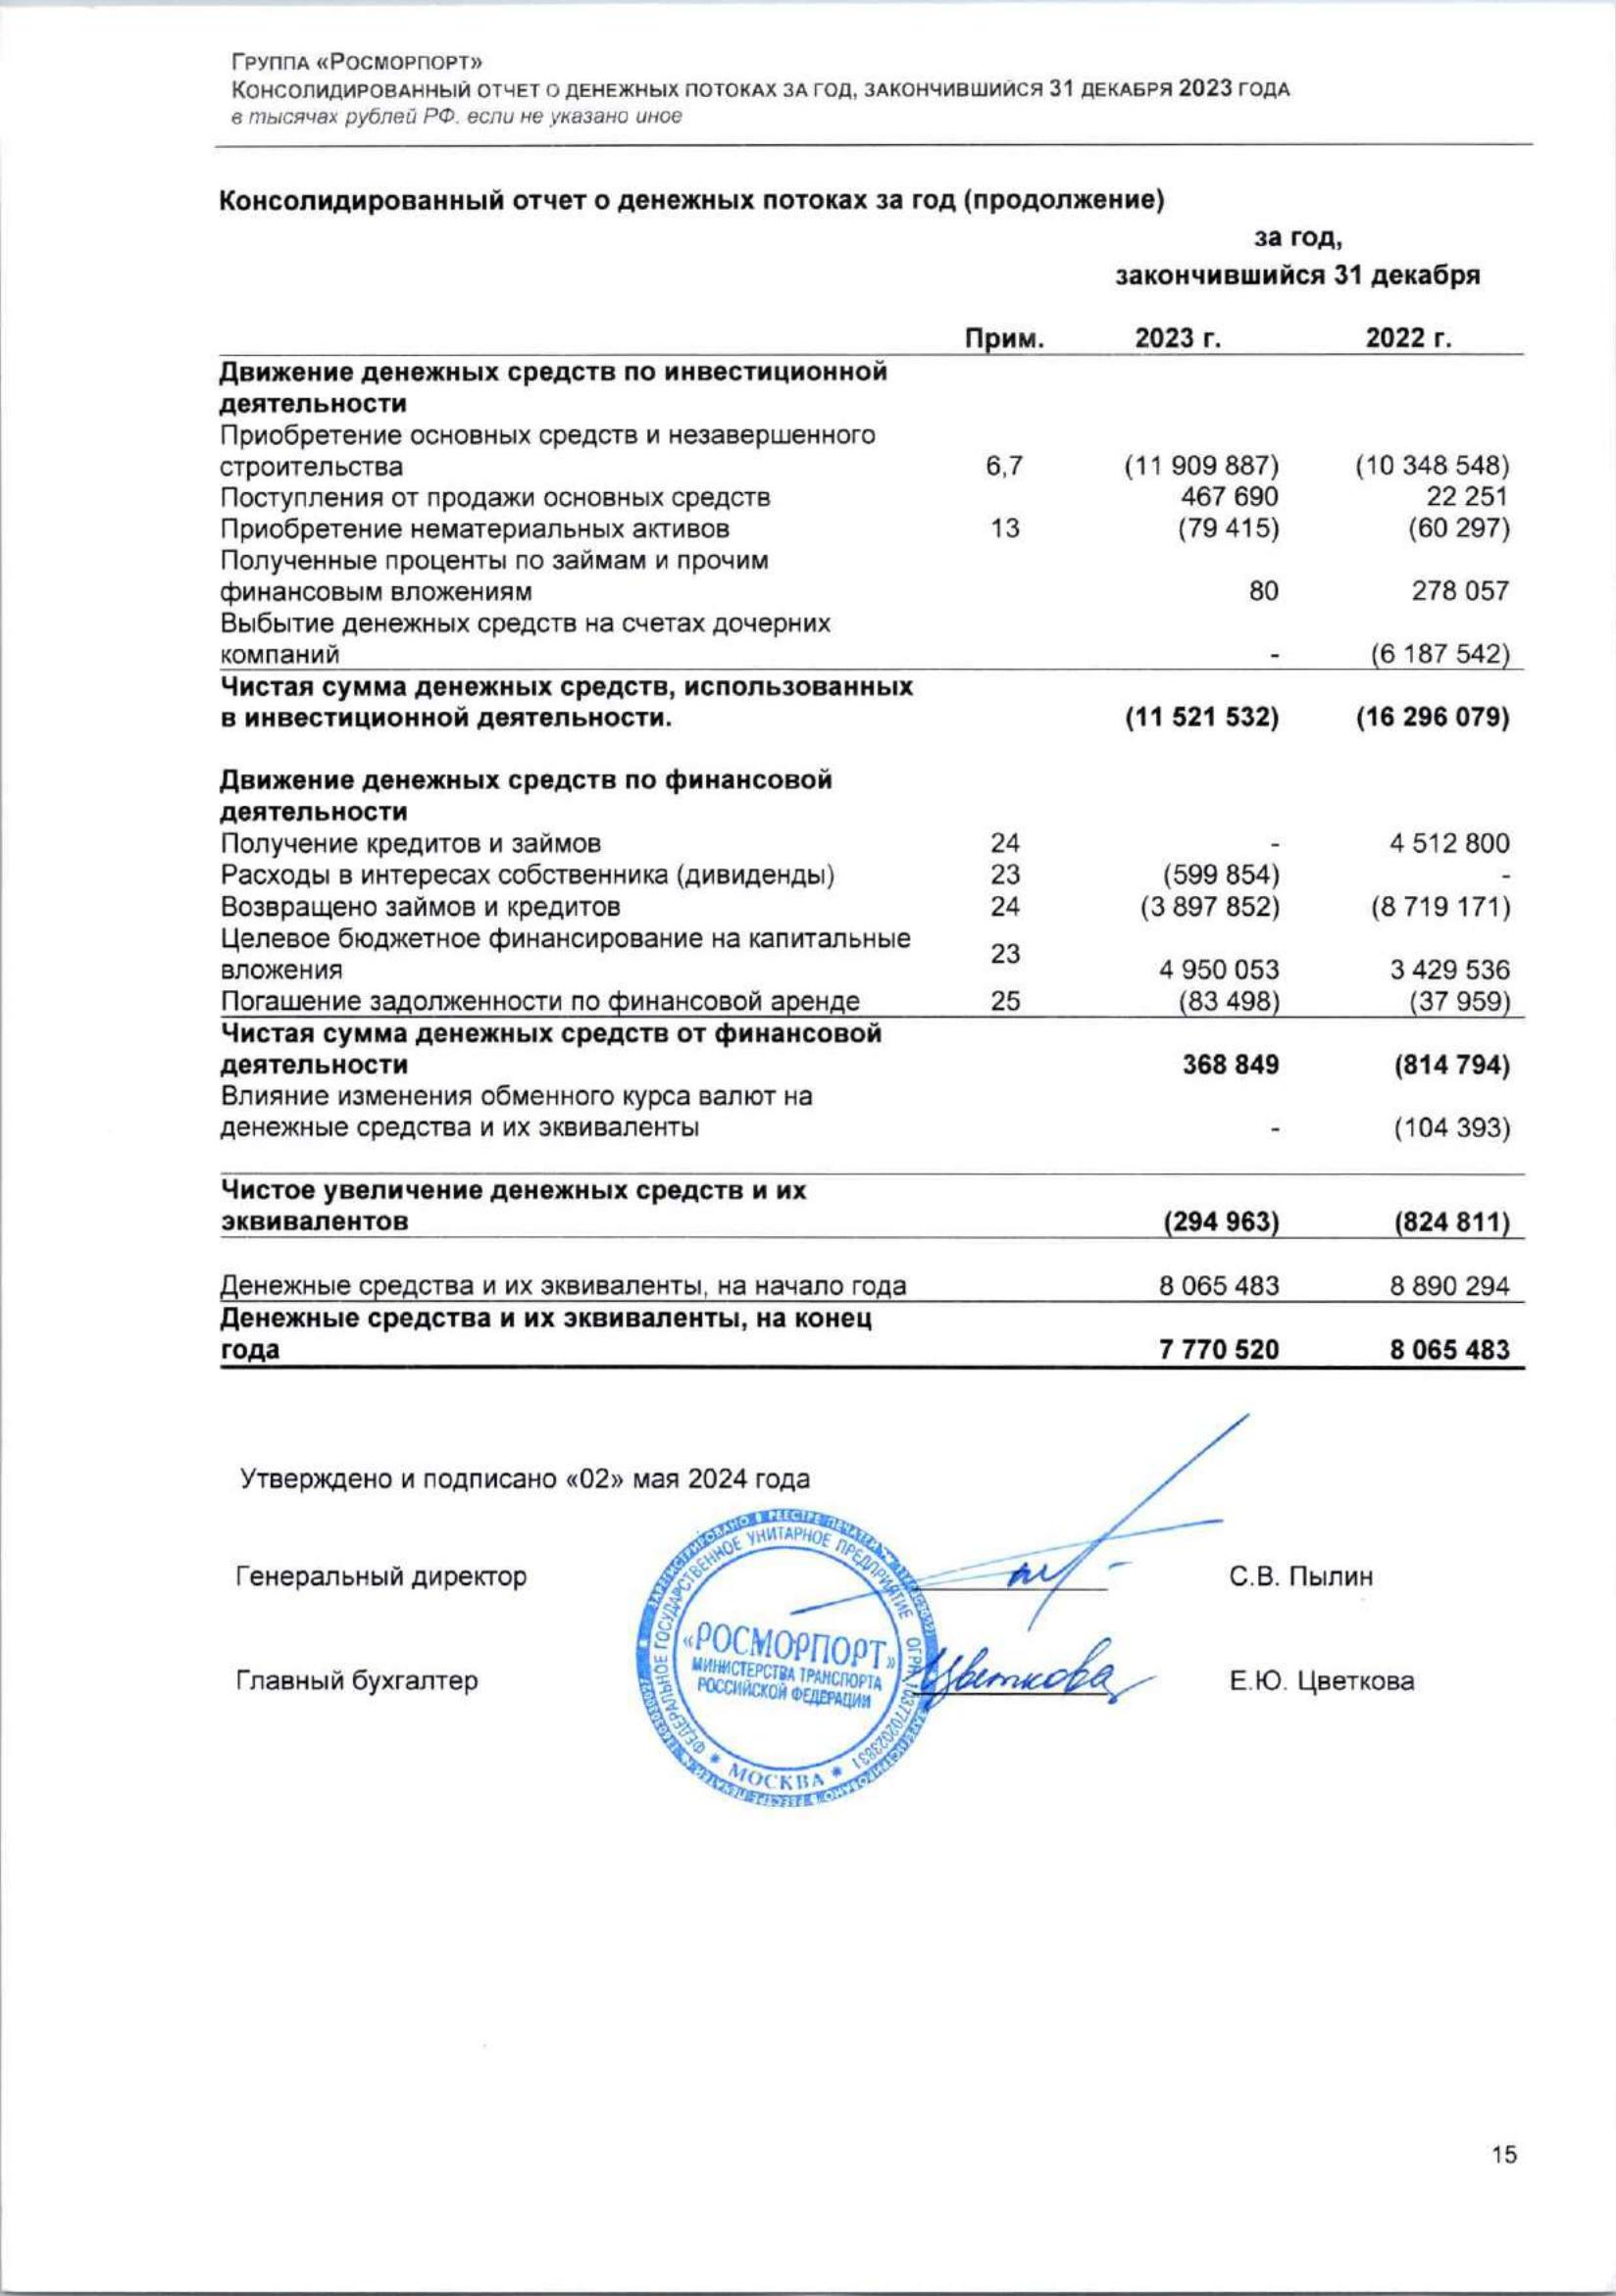 ГРУППА «РОСМОРПОРТ»
КОНСОЛИДИРОВАННЫЙ ОТЧЕТ О ДЕНЕЖНЫХ ПОТОКАХ ЗА ГОД, ЗАКОНЧИВШИЙСЯ 31 ДЕКАБРЯ 2023 ГОДА
в тысячах рублей РФ. если не указано иное
Консолидированный отчет о денежных потоках за год (продолжение)
за год,
закончившийся 31 декабря
Прим. 2023 г. 2022 г.
Движение денежных средств по инвестиционной
деятельности
Приобретение основных средств и незавершенного
строительства 6,7 (11 909 887) (10 348 548)
Поступления от продажи основных средств 467 690 22 251
Приобретение нематериальных активов 13 (79 415) (60 297)
Полученные проценты по займам и прочим
финансовым вложениям 80 278 057
Выбытие денежных средств на счетах дочерних
компаний - (6 187 542)
Чистая сумма денежных средств, использованных
в инвестиционной деятельности. (11 521 532) (16 296 079)
Движение денежных средств по финансовой
деятельности
Получение кредитов и займов 24 - 4 512 800
Расходы в интересах собственника (дивиденды) 23 (599 854) -
Возвращено займов и кредитов 24 (3 897 852) (8 719 171)
Целевое бюджетное финансирование на капитальные
вложения 23 4 950 053 3 429 536
Погашение задолженности по финансовой аренде 25 (83 498) (37 959)
Чистая сумма денежных средств от финансовой
деятельности 368 849 (814 794)
Влияние изменения обменного курса валют на
денежные средства и их эквиваленты - (104 393)
Чистое увеличение денежных средств и их
эквивалентов (294 963) (824 811)
Денежные средства и их эквиваленты, на начало года 8 065 483 8 890 294
Денежные средства и их эквиваленты, на конец
года 7 770 520 8 065 483
Утверждено и подписано «02» мая 2024 года
Генеральный директор С.В. Пылин
Главный бухгалтер Цветкова Е.Ю. Цветкова
ФЕДЕРАЛЬНОЕ ГОСУДАРСТВЕННОЕ УНИТАРНОЕ ПРЕДПРИЯТИЕ ОГРН 1037702023831
«РОСМОРПОРТ»
МИНИСТЕРСТВА ТРАНСПОРТА
РОССИЙСКОЙ ФЕДЕРАЦИИ
* МОСКВА *
15